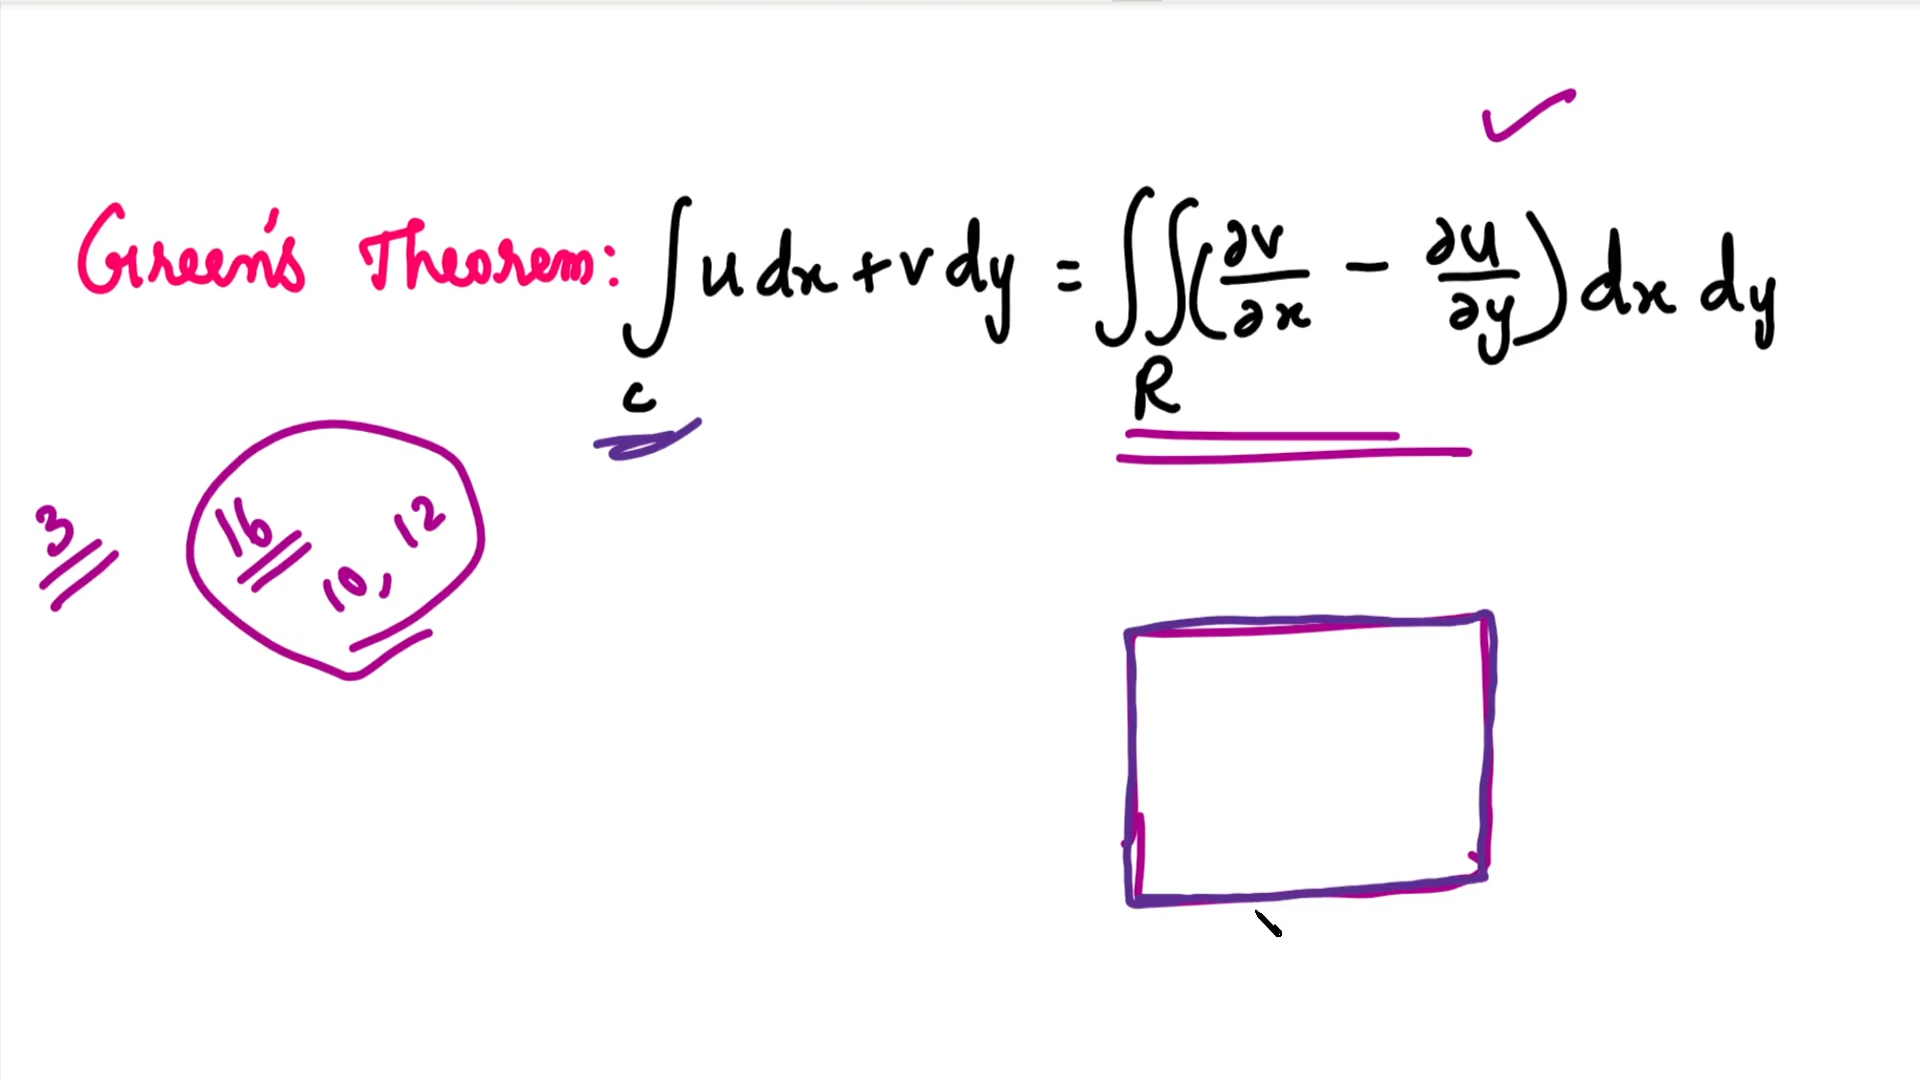 Green's Theorem: ∫_C u dx + v dy = ∬_R (∂v/∂x − ∂u/∂y) dx dy
3
16
10, 12